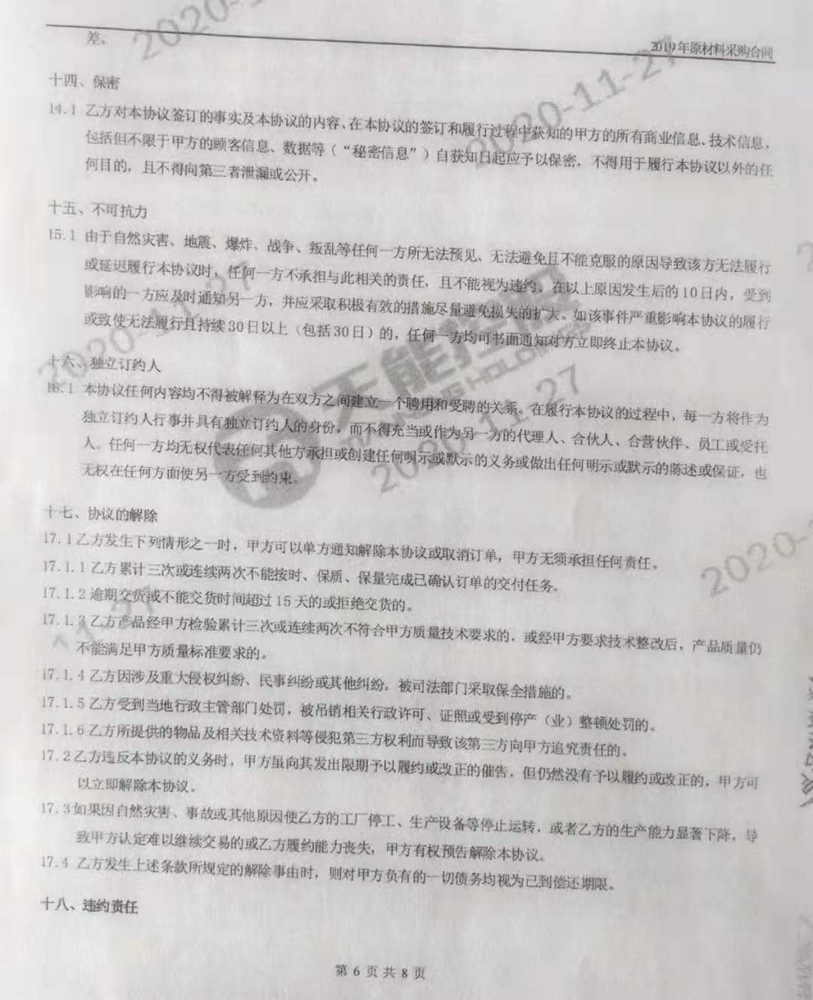 2019年原材料采购合同
差。
十四、保密
14.1 乙方对本协议签订的事实及本协议的内容、在本协议的签订和履行过程中获知的甲方的所有商业信息、技术信息，
包括但不限于甲方的顾客信息、数据等（“秘密信息”）自获知日起应予以保密，不得用于履行本协议以外的任
何目的，且不得向第三者泄漏或公开。
十五、不可抗力
15.1 由于自然灾害、地震、爆炸、战争、叛乱等任何一方所无法预见、无法避免且不能克服的原因导致该方无法履行
或延迟履行本协议时，任何一方不承担与此相关的责任，且不能视为违约。在以上原因发生后的10日内，受到
影响的一方应及时通知另一方，并应采取积极有效的措施尽量避免损失的扩大。如该事件严重影响本协议的履行
或致使无法履行且持续30日以上（包括30日）的，任何一方均可书面通知对方立即终止本协议。
十六、独立订约人
16.1 本协议任何内容均不得被解释为在双方之间建立一个聘用和受聘的关系。在履行本协议的过程中，每一方将作为
独立订约人行事并具有独立订约人的身份，而不得充当或作为另一方的代理人、合伙人、合营伙伴、员工或受托
人。任何一方均无权代表任何其他方承担或创建任何明示或默示的义务或做出任何明示或默示的陈述或保证，也
无权在任何方面使另一方受到约束。
十七、协议的解除
17.1乙方发生下列情形之一时，甲方可以单方通知解除本协议或取消订单，甲方无须承担任何责任。
17.1.1乙方累计三次或连续两次不能按时、保质、保量完成已确认订单的交付任务。
17.1.2逾期交货或不能交货时间超过15天的或拒绝交货的。
17.1.3乙方产品经甲方检验累计三次或连续两次不符合甲方质量技术要求的，或经甲方要求技术整改后，产品质量仍
不能满足甲方质量标准要求的。
17.1.4乙方因涉及重大侵权纠纷、民事纠纷或其他纠纷，被司法部门采取保全措施的。
17.1.5乙方受到当地行政主管部门处罚，被吊销相关行政许可、证照或受到停产（业）整顿处罚的。
17.1.6乙方所提供的物品及相关技术资料等侵犯第三方权利而导致该第三方向甲方追究责任的。
17.2乙方违反本协议的义务时，甲方虽向其发出限期予以履约或改正的催告，但仍然没有予以履约或改正的，甲方可
以立即解除本协议。
17.3如果因自然灾害、事故或其他原因使乙方的工厂停工、生产设备等停止运转，或者乙方的生产能力显著下降，导
致甲方认定难以继续交易的或乙方履约能力丧失，甲方有权预告解除本协议。
17.4 乙方发生上述条款所规定的解除事由时，则对甲方负有的一切债务均视为已到偿还期限。
十八、违约责任
第 6 页 共 8 页
2020-11-27
2020-11-27
2020-11-27
天能控股